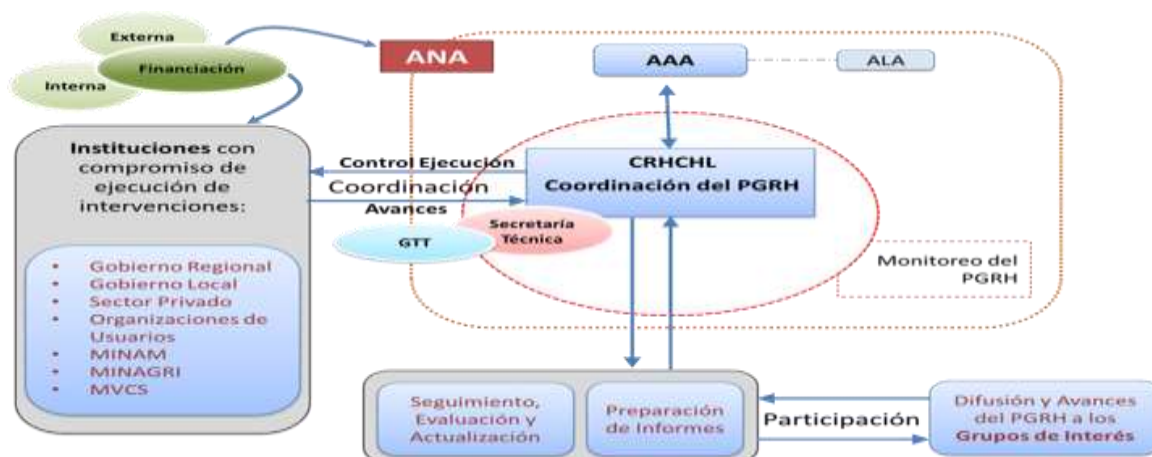 Externa
Financiación
Interna
ANA
AAA
ALA
Instituciones con
compromiso de
ejecución de
intervenciones:
Gobierno Regional
Gobierno Local
Sector Privado
Organizaciones de
Usuarios
MINAM
MINAGRI
MVCS
Control Ejecución
Coordinación
Avances
CRHCHL
Coordinación del PGRH
Secretaría
Técnica
GTT
Monitoreo del
PGRH
Seguimiento,
Evaluación y
Actualización
Preparación
de Informes
Participación
Difusión y Avances
del PGRH a los
Grupos de Interés